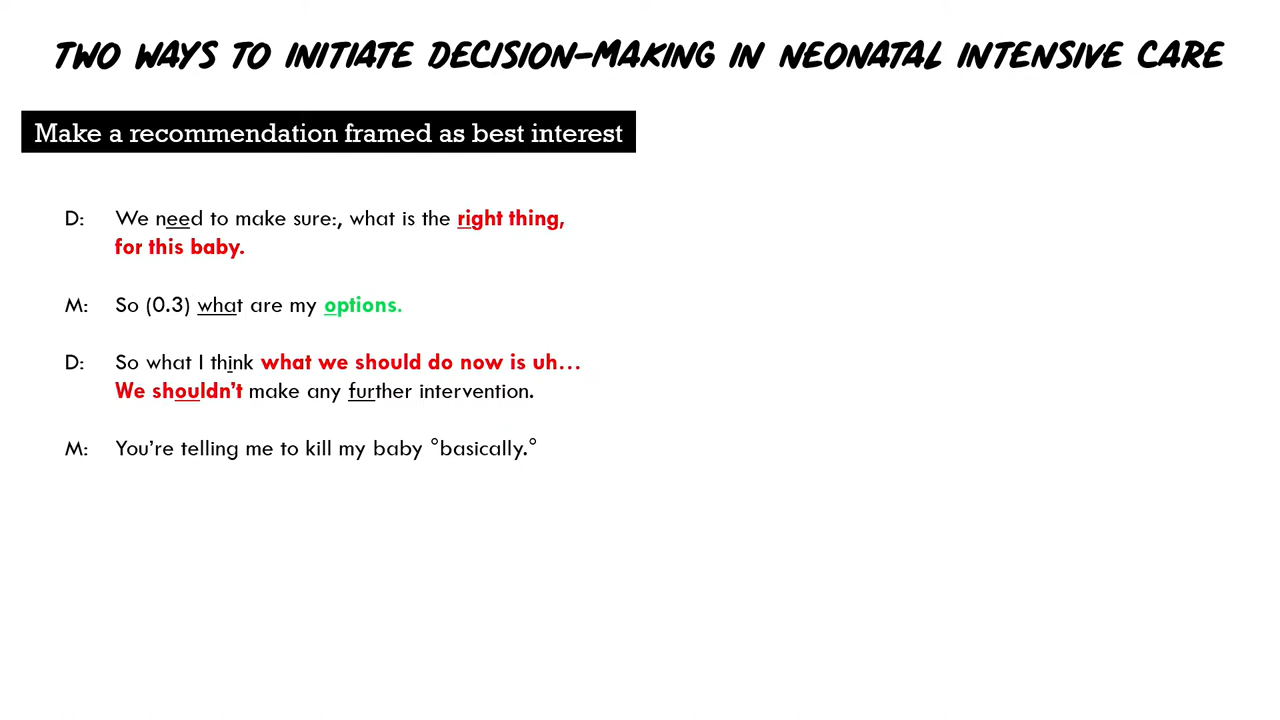 TWO WAYS TO INITIATE DECISION-MAKING IN NEONATAL INTENSIVE CARE
Make a recommendation framed as best interest
D: We need to make sure:, what is the right thing,
for this baby.
M: So (0.3) what are my options.
D: So what I think what we should do now is uh…
We shouldn’t make any further intervention.
M: You’re telling me to kill my baby °basically.°